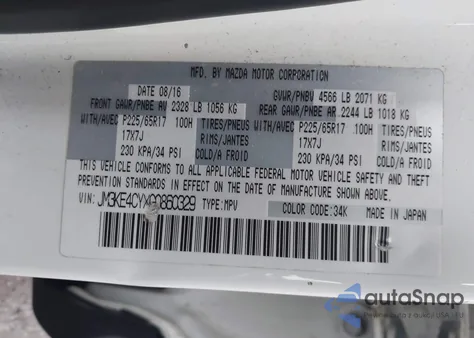 MFD. BY MAZDA MOTOR CORPORATION
DATE 08/16
GVWR/PNBV 4566 LB 2071 KG
FRONT GAWR/PNBE AV 2328 LB 1056 KG
REAR GAWR/PNBE AR 2244 LB 1018 KG
WITH/AVEC P225/65R17 100H TIRES/PNEUS
17X7J RIMS/JANTES
230 KPA/34 PSI COLD/A FROID
WITH/AVEC P225/65R17 100H TIRES/PNEUS
17X7J RIMS/JANTES
230 KPA/34 PSI COLD/A FROID
THIS VEHICLE CONFORMS TO ALL APPLICABLE FEDERAL MOTOR VEHICLE SAFETY AND THEFT
PREVENTION STANDARDS IN EFFECT ON THE DATE OF MANUFACTURE SHOWN ABOVE.
VIN: JM3KE4CYXG0860329 TYPE: MPV COLOR CODE: 34K MADE IN JAPAN
autoSnap